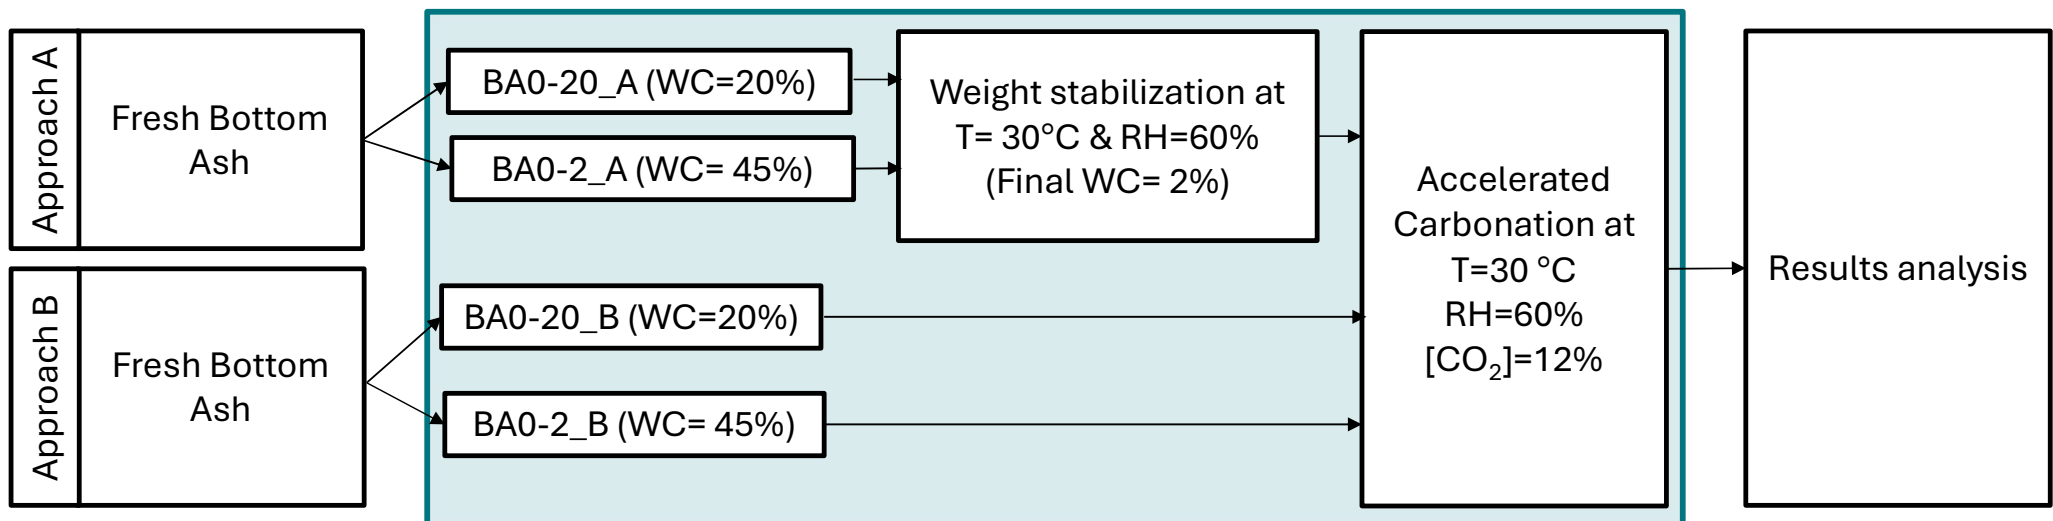 Approach A
Fresh Bottom
Ash
BA0-20_A (WC=20%)
BA0-2_A (WC= 45%)
Weight stabilization at
T= 30°C & RH=60%
(Final WC= 2%)
Approach B
Fresh Bottom
Ash
BA0-20_B (WC=20%)
BA0-2_B (WC= 45%)
Accelerated
Carbonation at
T=30 °C
RH=60%
[CO₂]=12%
Results analysis